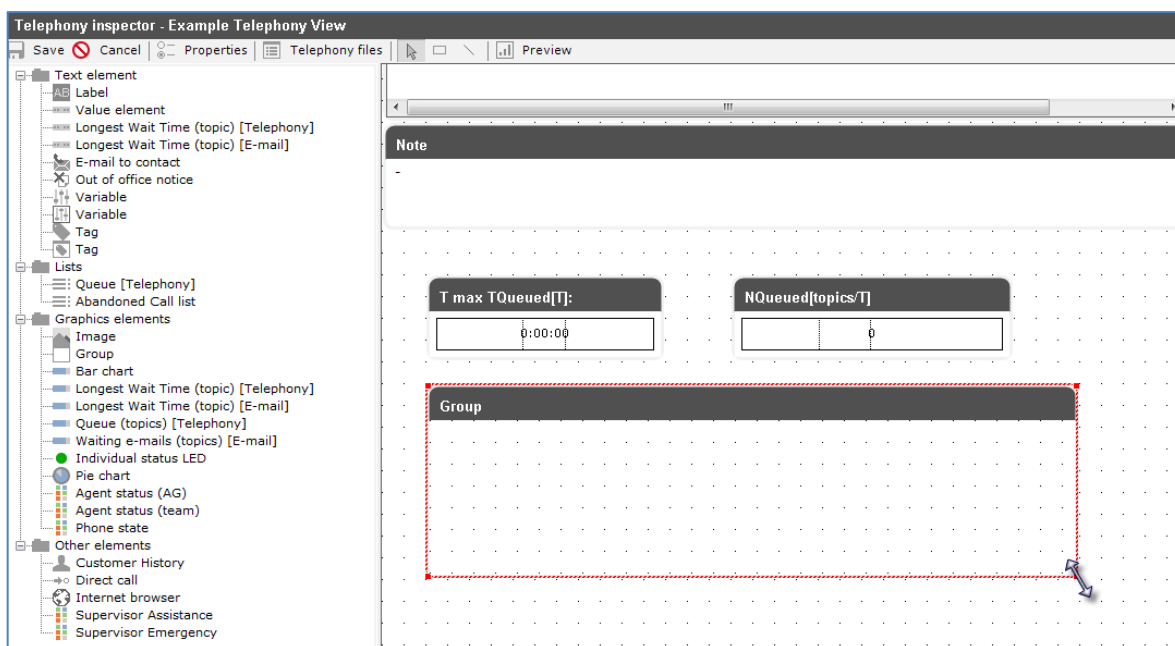 Telephony inspector - Example Telephony View
Save Cancel Properties Telephony files Preview
Text element
AB Label
Value element
Longest Wait Time (topic) [Telephony]
Longest Wait Time (topic) [E-mail]
E-mail to contact
Out of office notice
Variable
Variable
Tag
Tag
Lists
Queue [Telephony]
Abandoned Call list
Graphics elements
Image
Group
Bar chart
Longest Wait Time (topic) [Telephony]
Longest Wait Time (topic) [E-mail]
Queue (topics) [Telephony]
Waiting e-mails (topics) [E-mail]
Individual status LED
Pie chart
Agent status (AG)
Agent status (team)
Phone state
Other elements
Customer History
Direct call
Internet browser
Supervisor Assistance
Supervisor Emergency
Note
-
T max TQueued[T]:
0:00:00
NQueued[topics/T]
0
Group